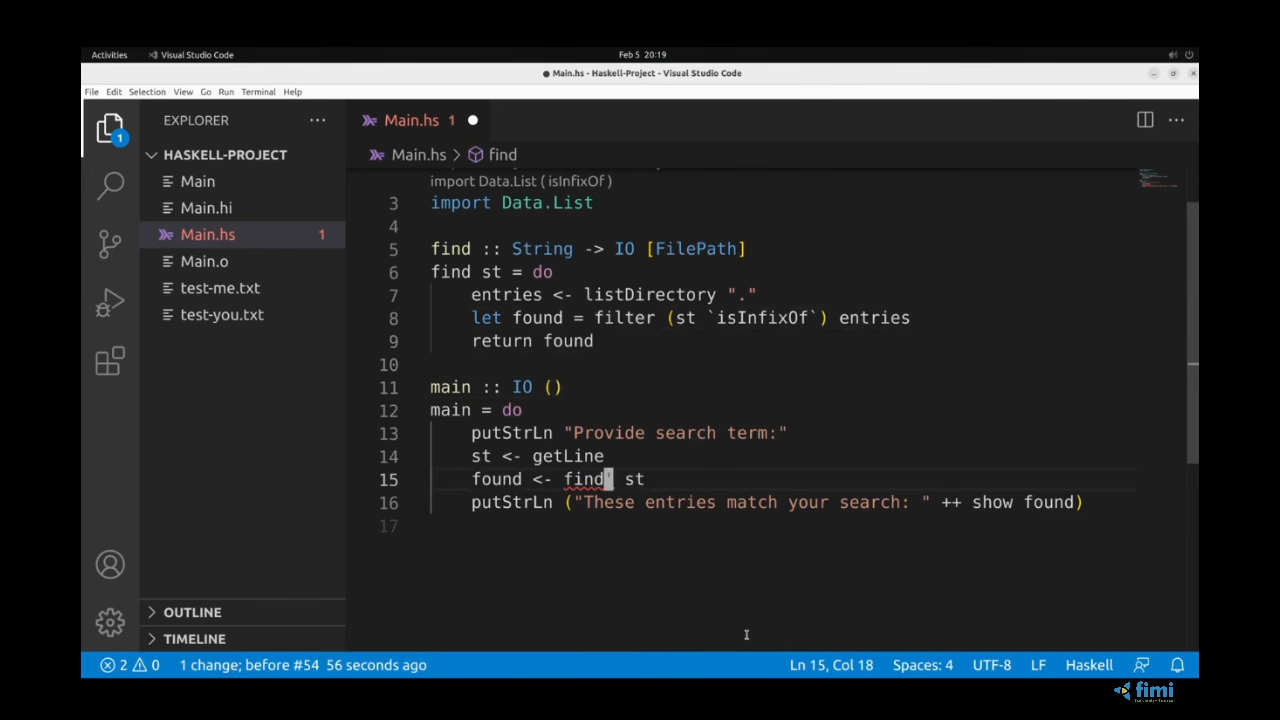 Activities Visual Studio Code Feb 5 20:19
● Main.hs - Haskell-Project - Visual Studio Code
File Edit Selection View Go Run Terminal Help
EXPLORER
HASKELL-PROJECT
Main
Main.hi
Main.hs 1
Main.o
test-me.txt
test-you.txt
OUTLINE
TIMELINE
1
Main.hs 1
Main.hs > find
import Data.List ( isInfixOf )
3 import Data.List
4
5 find :: String -> IO [FilePath]
6 find st = do
7 entries <- listDirectory "."
8 let found = filter (st `isInfixOf`) entries
9 return found
10
11 main :: IO ()
12 main = do
13 putStrLn "Provide search term:"
14 st <- getLine
15 found <- find' st
16 putStrLn ("These entries match your search: " ++ show found)
17
2 0 1 change; before #54 56 seconds ago Ln 15, Col 18 Spaces: 4 UTF-8 LF Haskell
fimi